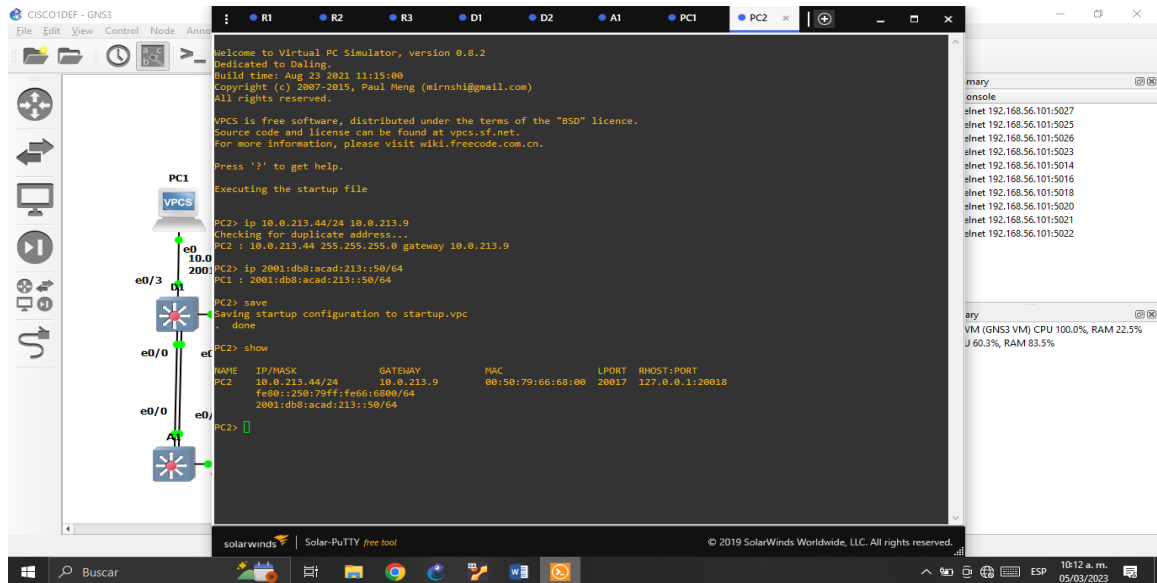 CISCO1DEF - GNS3
File Edit View Control Node Anno
R1 R2 R3 D1 D2 A1 PC1 PC2
Welcome to Virtual PC Simulator, version 0.8.2
Dedicated to Daling.
Build time: Aug 23 2021 11:15:00
Copyright (c) 2007-2015, Paul Meng (mirnshi@gmail.com)
All rights reserved.
VPCS is free software, distributed under the terms of the "BSD" licence.
Source code and license can be found at vpcs.sf.net.
For more information, please visit wiki.freecode.com.cn.
Press '?' to get help.
Executing the startup file
PC2> ip 10.0.213.44/24 10.0.213.9
Checking for duplicate address...
PC2 : 10.0.213.44 255.255.255.0 gateway 10.0.213.9
PC2> ip 2001:db8:acad:213::50/64
PC1 : 2001:db8:acad:213::50/64
PC2> save
Saving startup configuration to startup.vpc
. done
PC2> show
NAME IP/MASK GATEWAY MAC LPORT RHOST:PORT
PC2 10.0.213.44/24 10.0.213.9 00:50:79:66:68:00 20017 127.0.0.1:20018
fe80::250:79ff:fe66:6800/64
2001:db8:acad:213::50/64
PC2>
PC1
VPCS
e0
10.0
2001
e0/3
D1
e0/0
e0/0
e0/
A1
mary
onsole
elnet 192.168.56.101:5027
elnet 192.168.56.101:5025
elnet 192.168.56.101:5026
elnet 192.168.56.101:5023
elnet 192.168.56.101:5014
elnet 192.168.56.101:5016
elnet 192.168.56.101:5018
elnet 192.168.56.101:5020
elnet 192.168.56.101:5021
elnet 192.168.56.101:5022
ary
VM (GNS3 VM) CPU 100.0%, RAM 22.5%
U 60.3%, RAM 83.5%
solarwinds Solar-PuTTY free tool © 2019 SolarWinds Worldwide, LLC. All rights reserved.
Buscar
ESP
10:12 a. m.
05/03/2023